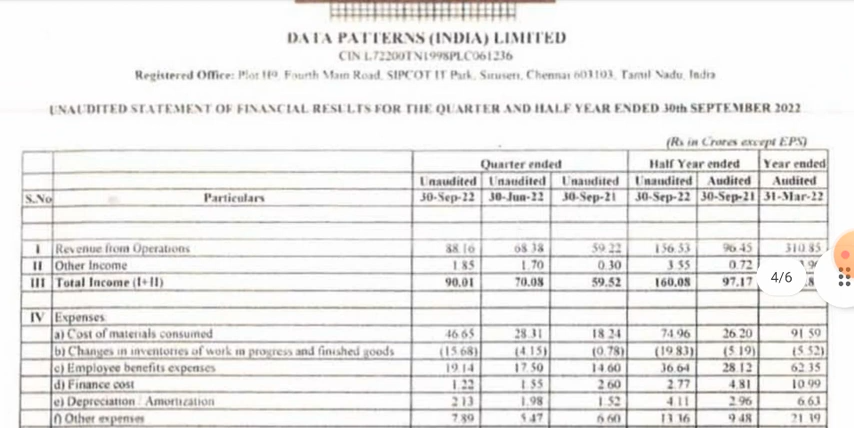 DATA PATTERNS (INDIA) LIMITED
CIN L72200TN1998PLC061236
Registered Office: Plot H9, Fourth Main Road, SIPCOT IT Park, Siruseri, Chennai 603103, Tamil Nadu, India
UNAUDITED STATEMENT OF FINANCIAL RESULTS FOR THE QUARTER AND HALF YEAR ENDED 30th SEPTEMBER 2022
(Rs in Crores except EPS)
Quarter ended Half Year ended Year ended
Unaudited Unaudited Unaudited Unaudited Audited Audited
S.No Particulars 30-Sep-22 30-Jun-22 30-Sep-21 30-Sep-22 30-Sep-21 31-Mar-22
I Revenue from Operations 88.16 68.38 59.22 156.53 96.45 310.85
II Other Income 1.85 1.70 0.30 3.55 0.72
III Total Income (I+II) 90.01 70.08 59.52 160.08 97.17
4/6
IV Expenses
a) Cost of materials consumed 46.65 28.31 18.24 74.96 26.20 91.59
b) Changes in inventories of work in progress and finished goods (15.68) (4.15) (0.78) (19.83) (5.19) (5.52)
c) Employee benefits expenses 19.14 17.50 14.60 36.64 28.12 62.35
d) Finance cost 1.22 1.55 2.60 2.77 4.81 10.99
e) Depreciation / Amortization 2.13 1.98 1.52 4.11 2.96 6.63
f) Other expenses 7.89 5.47 6.60 13.36 9.48